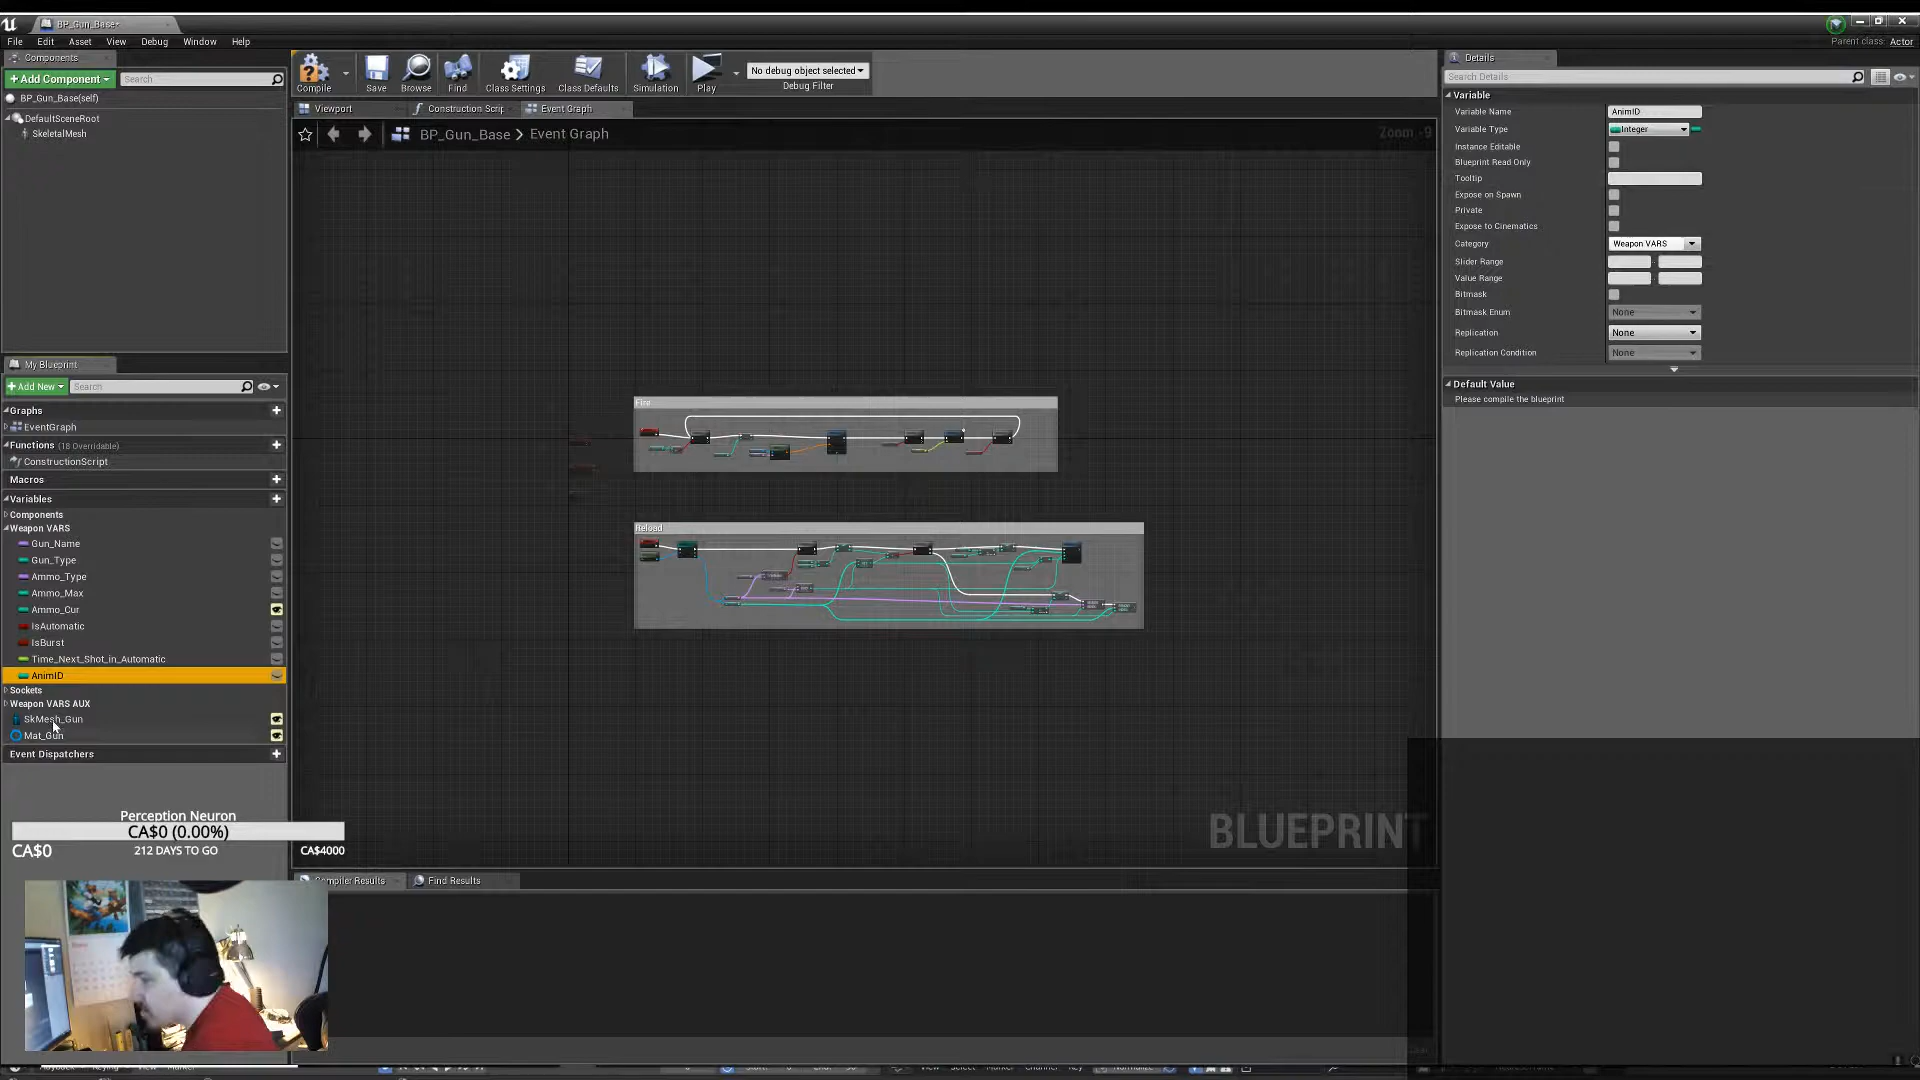 BP_Gun_Base*
Parent class: Actor
File Edit Asset View Debug Window Help
Components
+Add Component
Search
BP_Gun_Base(self)
DefaultSceneRoot
SkeletalMesh
Compile
Save
Browse
Find
Class Settings
Class Defaults
Simulation
Play
No debug object selected
Debug Filter
Viewport
Construction Scrip
Event Graph
BP_Gun_Base > Event Graph
Zoom -9
Fire
Reload
BLUEPRINT
My Blueprint
+Add New
Search
Graphs
EventGraph
Functions (18 Overridable)
ConstructionScript
Macros
Variables
Components
Weapon VARS
Gun_Name
Gun_Type
Ammo_Type
Ammo_Max
Ammo_Cur
IsAutomatic
IsBurst
Time_Next_Shot_in_Automatic
AnimID
Sockets
Weapon VARS AUX
SkMesh_Gun
Mat_Gun
Event Dispatchers
Perception Neuron
CA$0 (0.00%)
CA$0
212 DAYS TO GO
CA$4000
Compiler Results
Find Results
Details
Search Details
Variable
Variable Name AnimID
Variable Type Integer
Instance Editable
Blueprint Read Only
Tooltip
Expose on Spawn
Private
Expose to Cinematics
Category Weapon VARS
Slider Range
Value Range
Bitmask
Bitmask Enum None
Replication None
Replication Condition None
Default Value
Please compile the blueprint